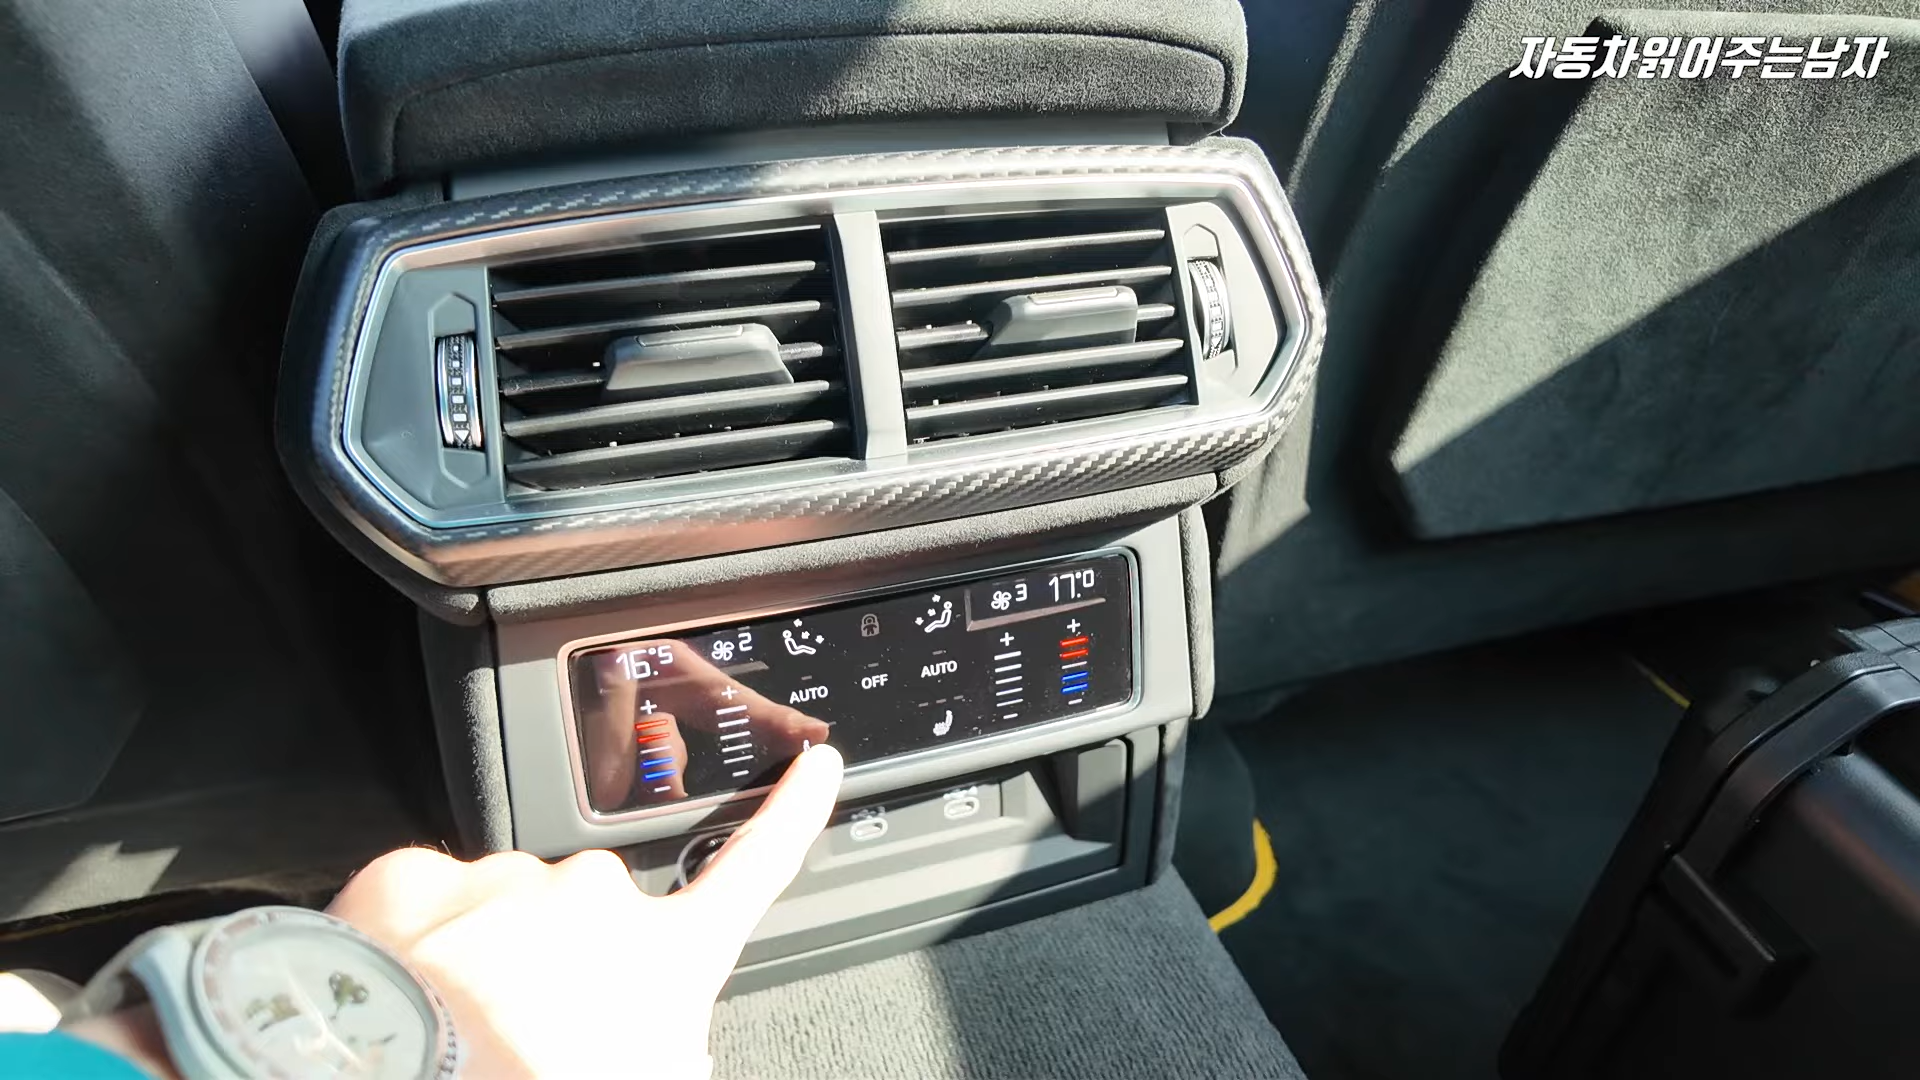 자동차읽어주는남자
16.°5 2 3 17.°0
+ + AUTO OFF AUTO + +
- - - -